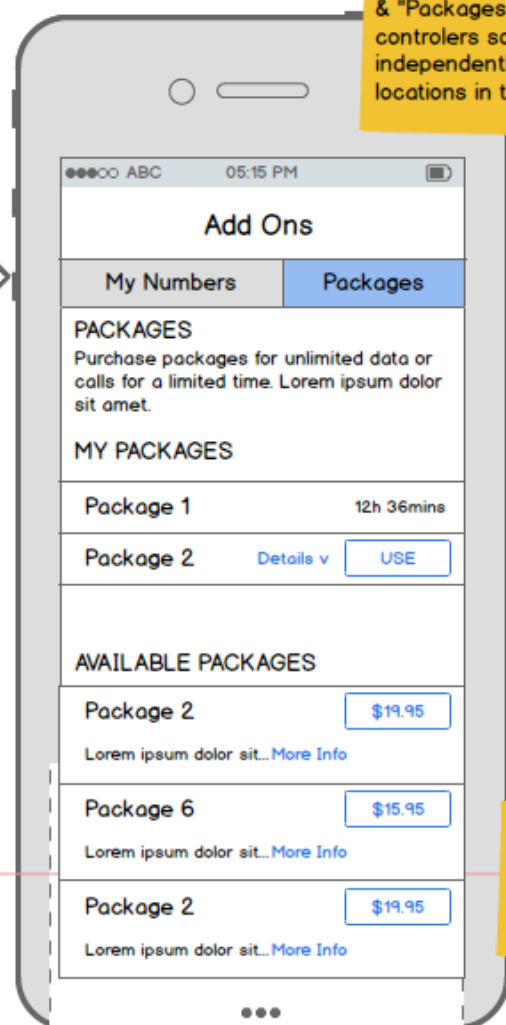 & "Packages
controlers so
independent
locations in t
ABC 05:15 PM
Add Ons
My Numbers Packages
PACKAGES
Purchase packages for unlimited data or
calls for a limited time. Lorem ipsum dolor
sit amet.
MY PACKAGES
Package 1 12h 36mins
Package 2 Details v USE
AVAILABLE PACKAGES
Package 2 $19.95
Lorem ipsum dolor sit...More Info
Package 6 $15.95
Lorem ipsum dolor sit...More Info
Package 2 $19.95
Lorem ipsum dolor sit...More Info